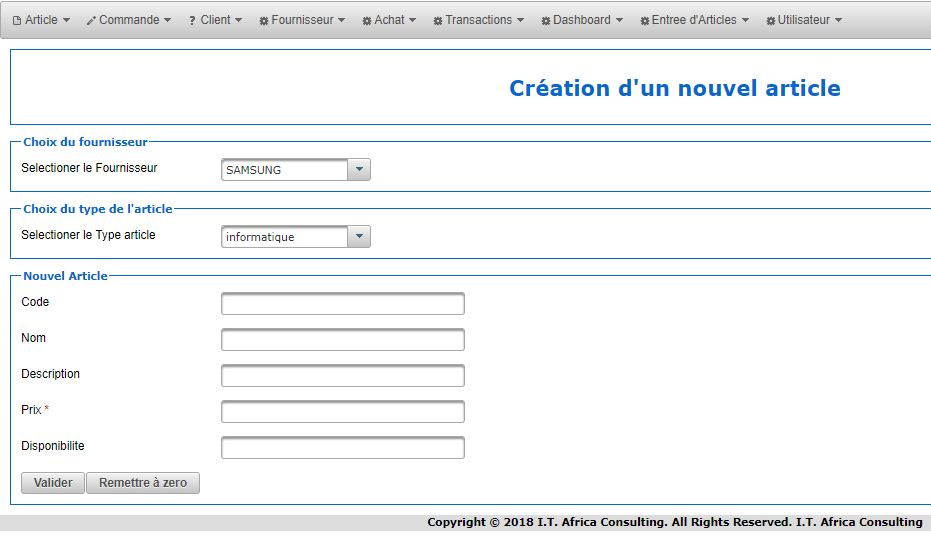 Article Commande ? Client Fournisseur Achat Transactions Dashboard Entree d'Articles Utilisateur
Création d'un nouvel article
Choix du fournisseur
Selectioner le Fournisseur SAMSUNG
Choix du type de l'article
Selectioner le Type article informatique
Nouvel Article
Code
Nom
Description
Prix *
Disponibilite
Valider Remettre à zero
Copyright © 2018 I.T. Africa Consulting. All Rights Reserved. I.T. Africa Consulting